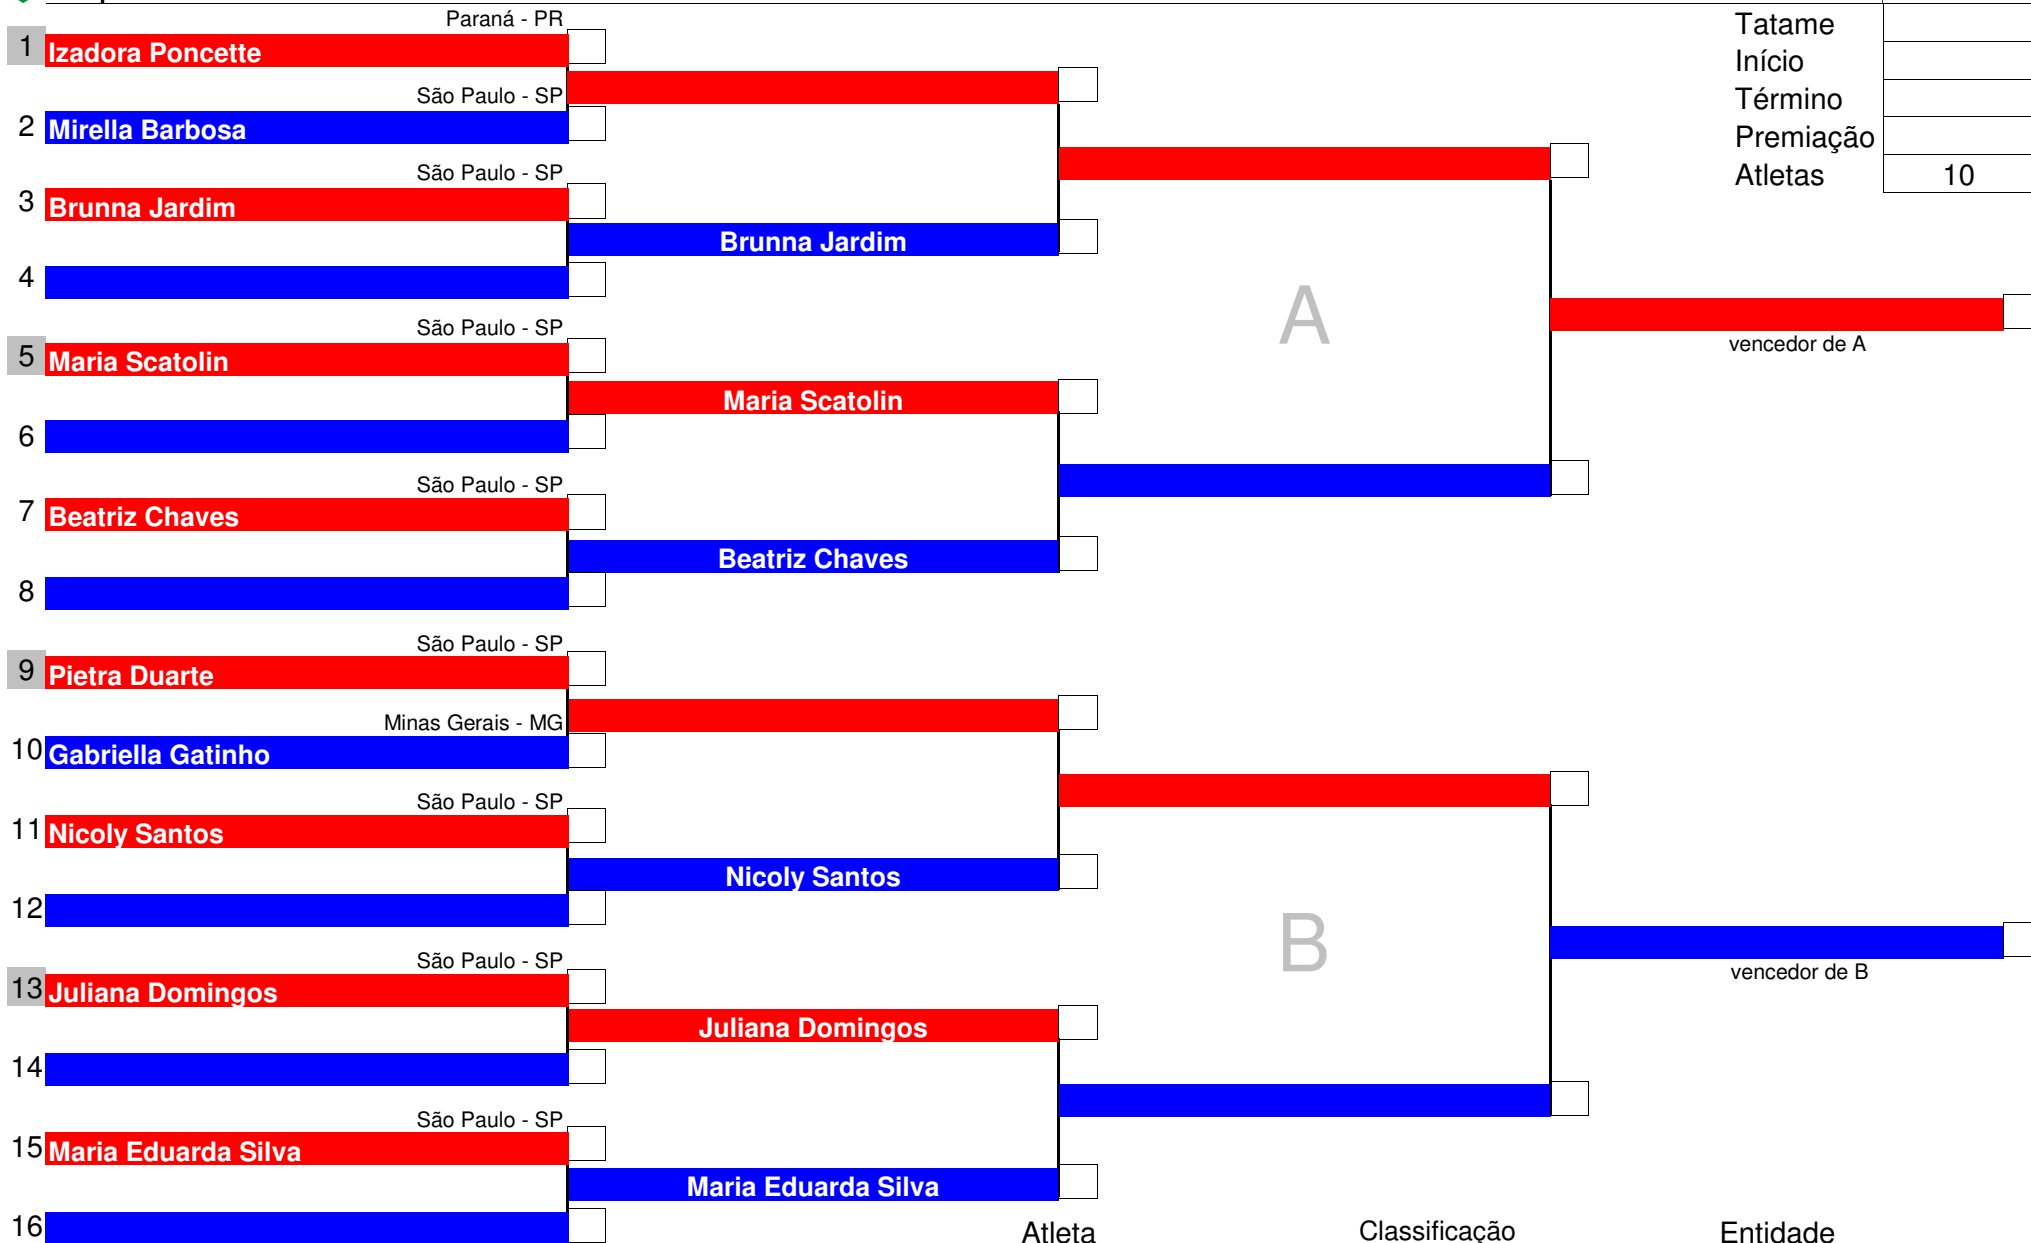 Paraná - PR
1 Izadora Poncette
São Paulo - SP
2 Mirella Barbosa
São Paulo - SP
3 Brunna Jardim
Brunna Jardim
4
São Paulo - SP
5 Maria Scatolin
Maria Scatolin
6
São Paulo - SP
7 Beatriz Chaves
Beatriz Chaves
8
São Paulo - SP
9 Pietra Duarte
Minas Gerais - MG
10 Gabriella Gatinho
São Paulo - SP
11 Nicoly Santos
Nicoly Santos
12
São Paulo - SP
13 Juliana Domingos
Juliana Domingos
14
São Paulo - SP
15 Maria Eduarda Silva
Maria Eduarda Silva
16
A
B
vencedor de A
vencedor de B
Tatame
Início
Término
Premiação
Atletas 10
Atleta Classificação Entidade